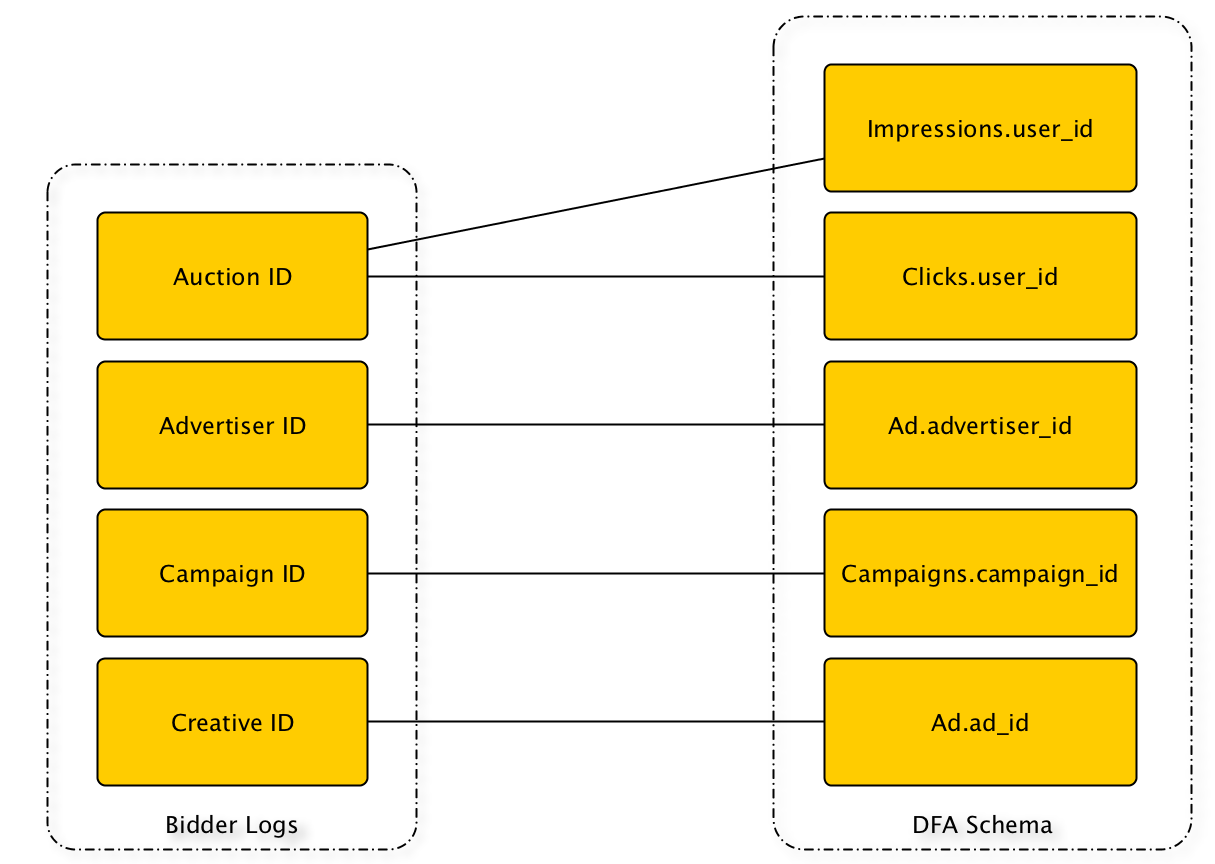 Auction ID
Advertiser ID
Campaign ID
Creative ID
Bidder Logs
Impressions.user_id
Clicks.user_id
Ad.advertiser_id
Campaigns.campaign_id
Ad.ad_id
DFA Schema